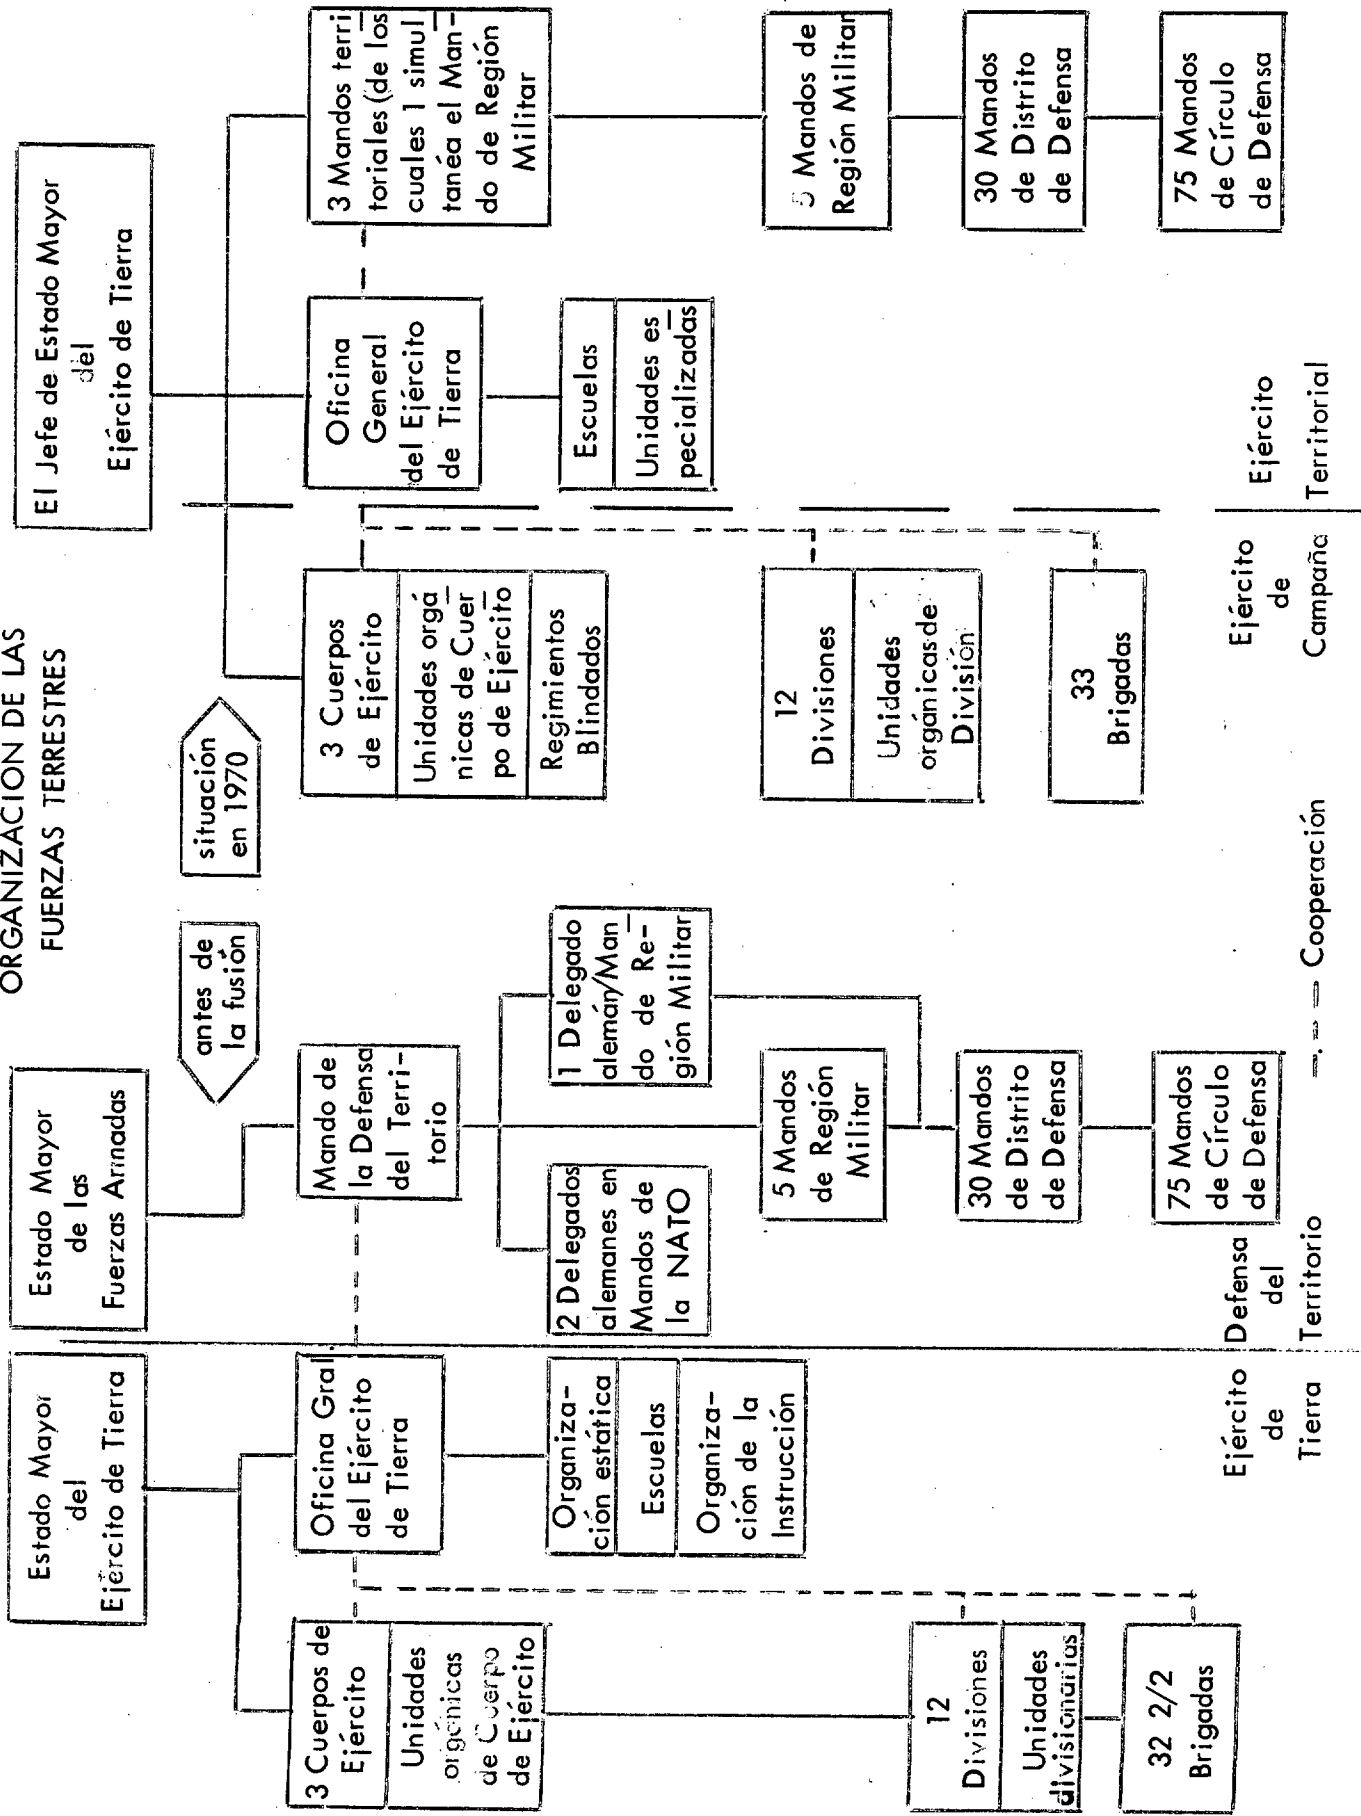 ORGANIZACION DE LAS
FUERZAS TERRESTRES
antes de
la fusión
situación
en 1970
Estado Mayor
del
Ejército de Tierra
Estado Mayor
de las
Fuerzas Armadas
3 Cuerpos de
Ejército
Unidades
orgánicas
de Cuerpo
de Ejército
Oficina Gral.
del Ejército
de Tierra
Mando de
la Defensa
del Terri-
torio
Organiza-
ción estática
Escuelas
Organiza-
ción de la
Instrucción
2 Delegados
alemanes en
Mandos de
la NATO
1 Delegado
alemán/Man
do de Re-
gión Militar
12
Divisiones
Unidades
divisionarias
32 2/2
Brigadas
5 Mandos
de Región
Militar
30 Mandos
de Distrito
de Defensa
75 Mandos
de Círculo
de Defensa
Ejército
de
Tierra
Defensa
del
Territorio
El Jefe de Estado Mayor
del
Ejército de Tierra
3 Cuerpos
de Ejército
Unidades orgá
nicas de Cuer
po de Ejército
Regimientos
Blindados
Oficina
General
del Ejército
de Tierra
3 Mandos terri
toriales (de los
cuales 1 simul
tanéa el Man-
do de Región
Militar
Escuelas
Unidades es
pecializadas
12
Divisiones
Unidades
orgánicas de
División
33
Brigadas
5 Mandos de
Región Militar
30 Mandos
de Distrito
de Defensa
75 Mandos
de Círculo
de Defensa
Ejército
de
Campaña
Ejército
Territorial
Cooperación